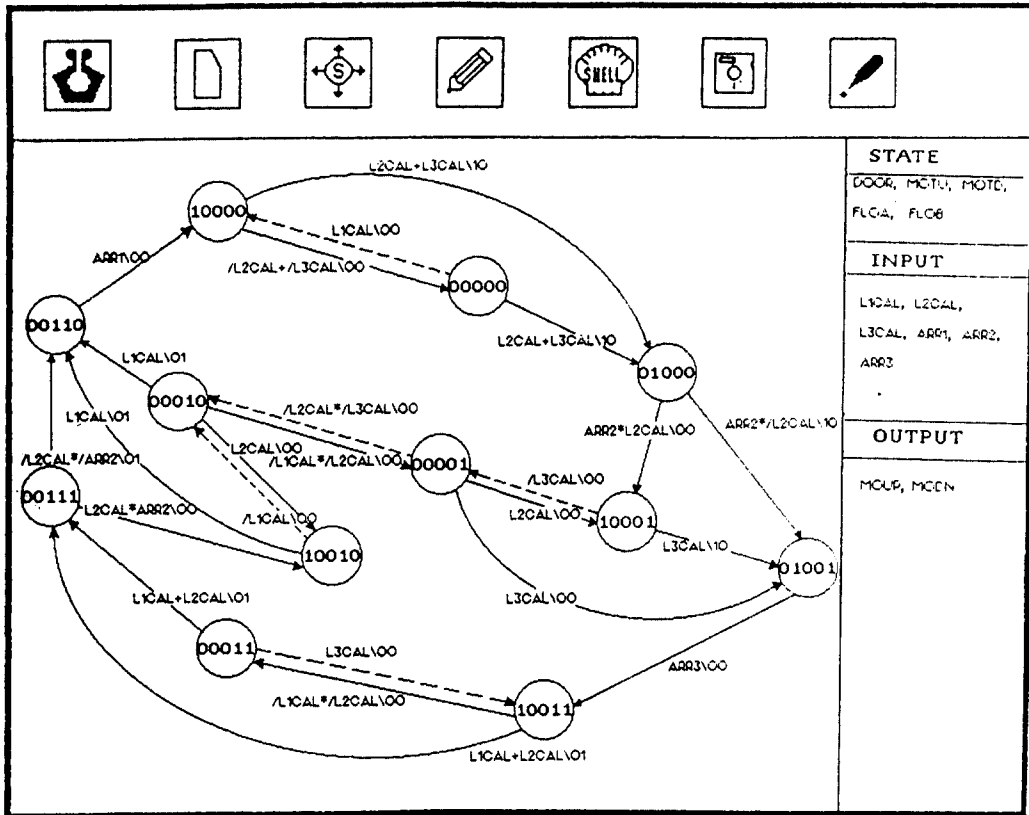 SHELL
S
STATE
DOOR, MOTU, MOTD,
FLOA, FLOB
INPUT
L1CAL, L2CAL,
L3CAL, ARR1, ARR2,
ARR3
OUTPUT
MOUP, MODN
L2CAL+L3CAL\10
10000
L1CAL\00
ARR1\00
/L2CAL+/L3CAL\00
00000
00110
L2CAL+L3CAL\10
L1CAL\01
01000
00010
/L2CAL*/L3CAL\00
L1CAL\01
ARR2*L2CAL\00
ARR2*/L2CAL\10
L2CAL\00
/L1CAL*/L2CAL\00
00001
/L2CAL*/ARR2\01
/L3CAL\00
00111
L2CAL\00
L2CAL*ARR2\00
/L1CAL\00
10001
L3CAL\10
10010
01001
L1CAL+L2CAL\01
L3CAL\00
00011
L3CAL\00
ARR3\00
/L1CAL*/L2CAL\00
10011
L1CAL+L2CAL\01